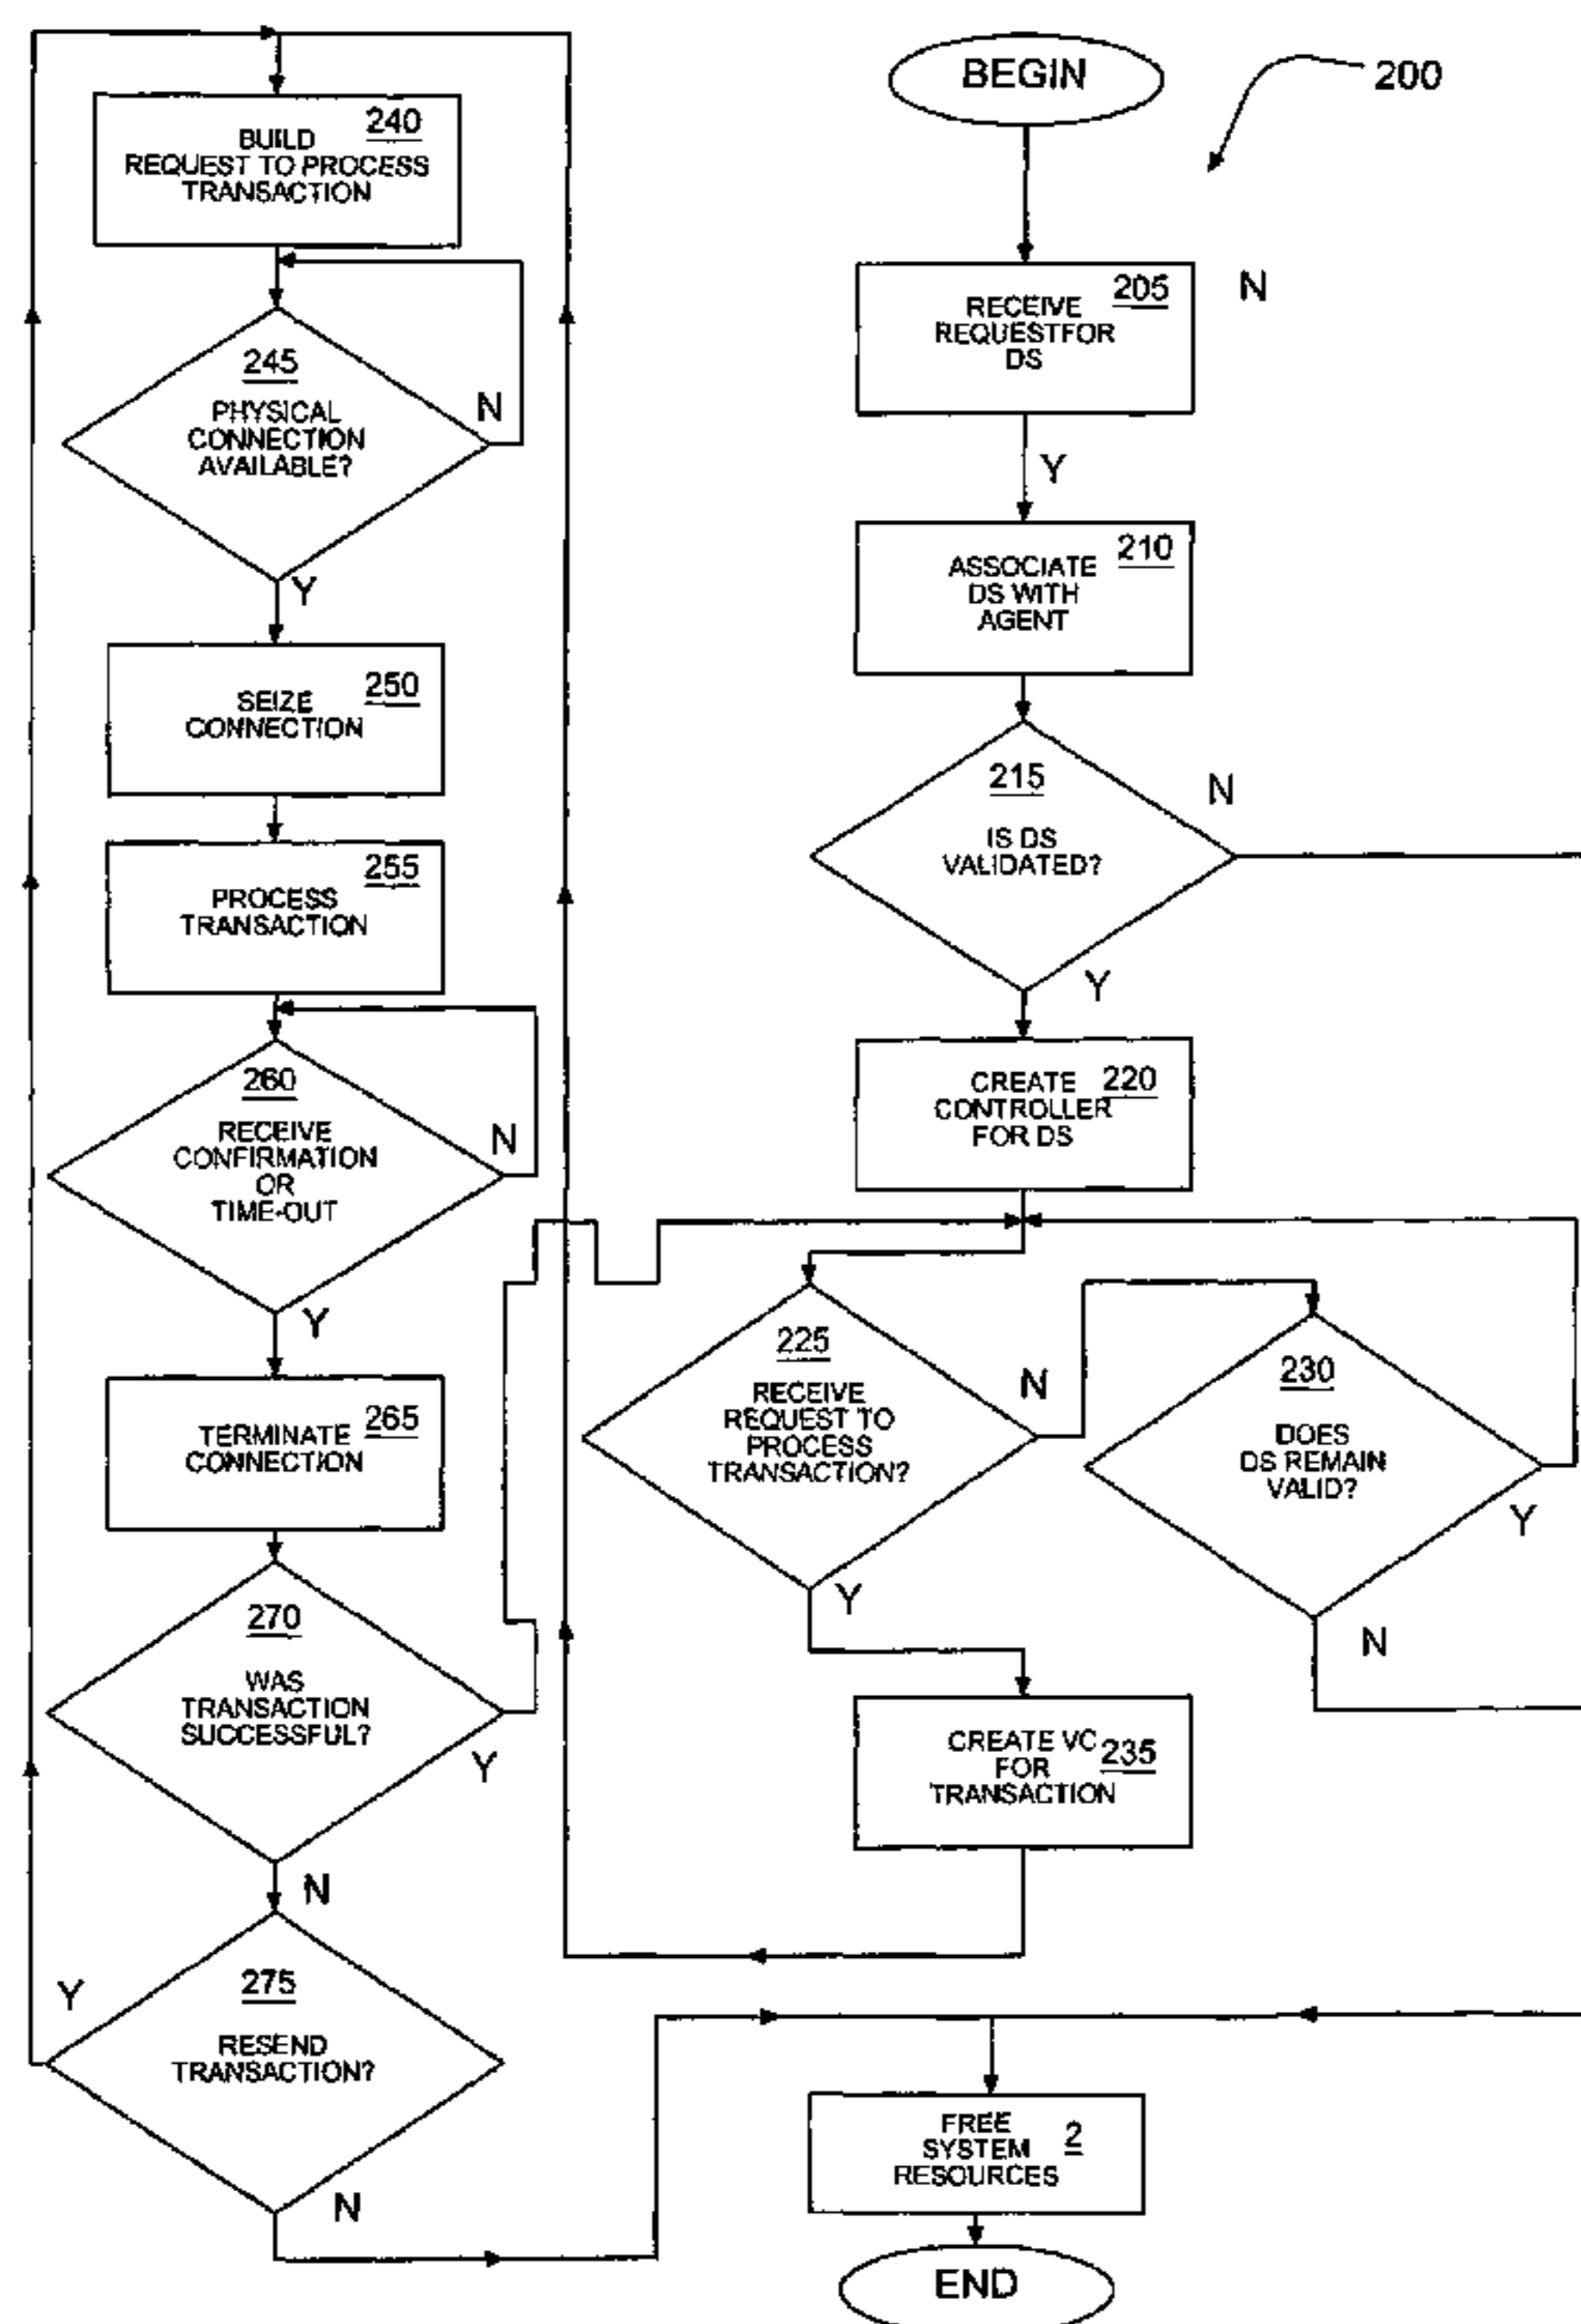 BEGIN
200
205
RECEIVE
REQUESTFOR
DS
N
Y
210
ASSOCIATE
DS WITH
AGENT
215
IS DS
VALIDATED?
N
Y
220
CREATE
CONTROLLER
FOR DS
225
RECEIVE
REQUEST TO
PROCESS
TRANSACTION?
N
Y
230
DOES
DS REMAIN
VALID?
Y
N
235
CREATE VC
FOR
TRANSACTION
240
BUILD
REQUEST TO PROCESS
TRANSACTION
245
PHYSICAL
CONNECTION
AVAILABLE?
N
Y
250
SEIZE
CONNECTION
255
PROCESS
TRANSACTION
260
RECEIVE
CONFIRMATION
OR
TIME-OUT
N
Y
265
TERMINATE
CONNECTION
270
WAS
TRANSACTION
SUCCESSFUL?
Y
N
275
RESEND
TRANSACTION?
Y
N
FREE
SYSTEM
RESOURCES
2
END